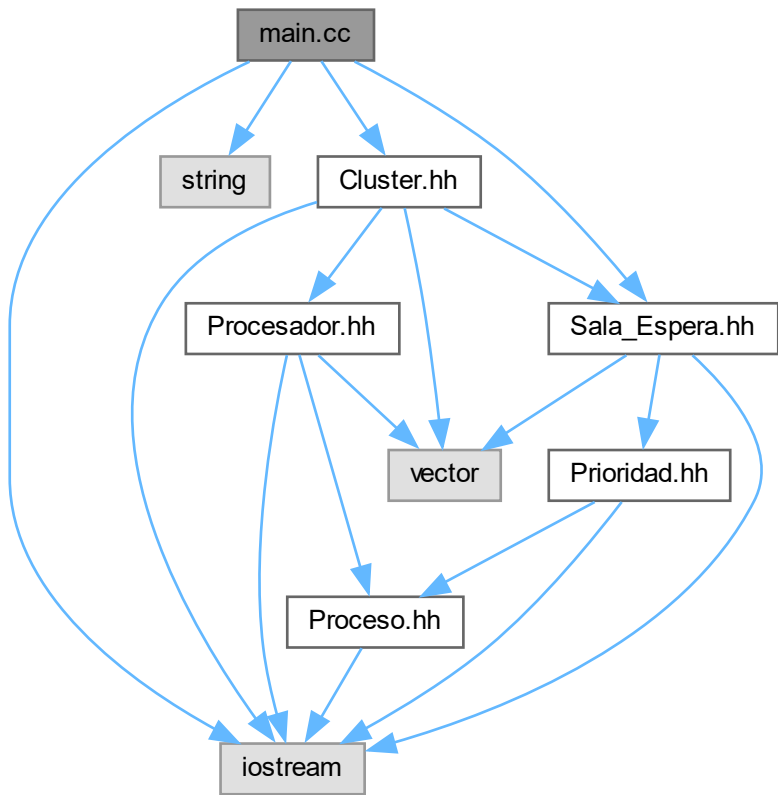 main.cc
string
Cluster.hh
Procesador.hh
Sala_Espera.hh
vector
Prioridad.hh
Proceso.hh
iostream